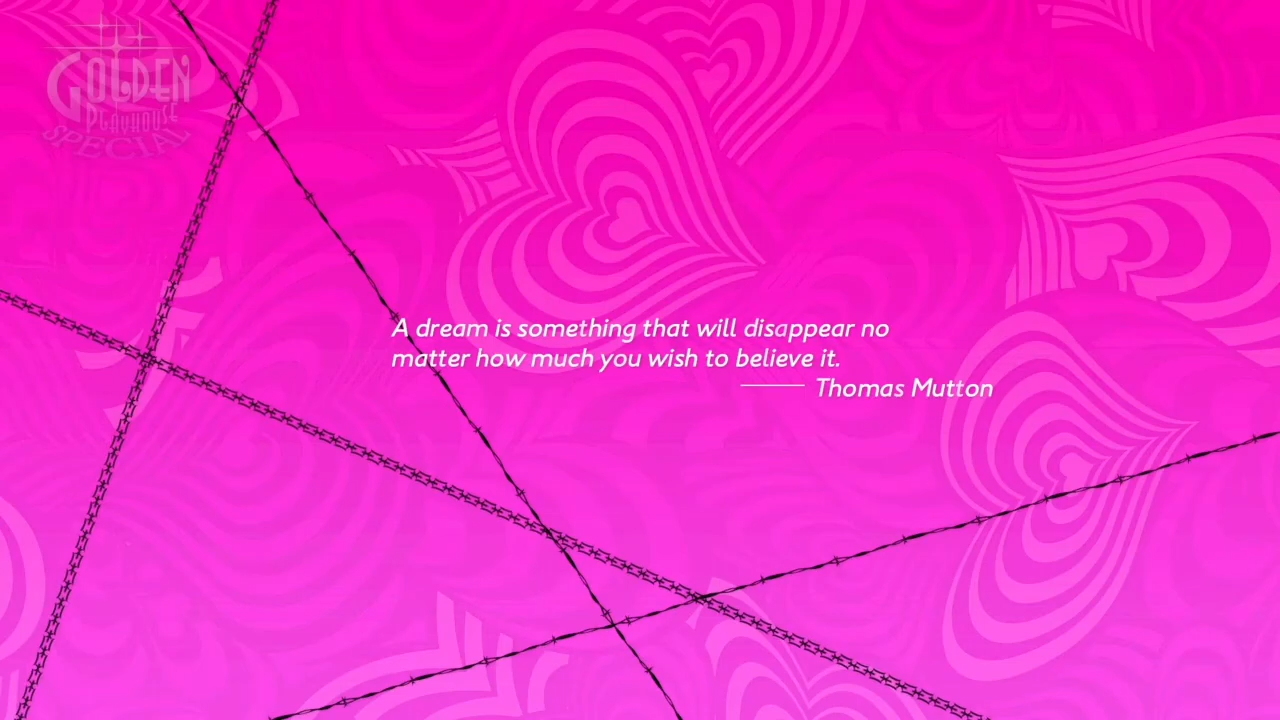 GOLDEN
PLAYHOUSE
SPECIAL
A dream is something that will disappear no
matter how much you wish to believe it.
Thomas Mutton